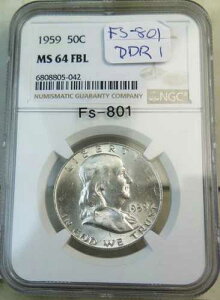 1959 50C
MS 64 FBL
6808805-042
NUMISMATIC GUARANTY COMPANY
NGC
FS-801
DDR 1
Fs-801
LIBERTY
1959
IN GOD WE TRUST